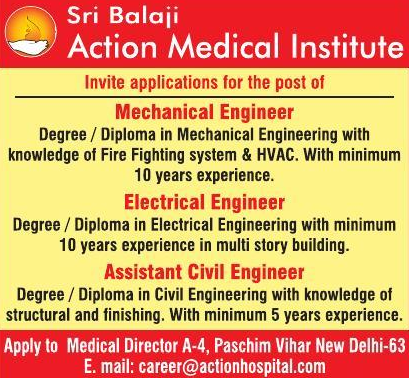 Sri Balaji
Action Medical Institute
Invite applications for the post of
Mechanical Engineer
Degree / Diploma in Mechanical Engineering with
knowledge of Fire Fighting system & HVAC. With minimum
10 years experience.
Electrical Engineer
Degree / Diploma in Electrical Engineering with minimum
10 years experience in multi story building.
Assistant Civil Engineer
Degree / Diploma in Civil Engineering with knowledge of
structural and finishing. With minimum 5 years experience.
Apply to Medical Director A-4, Paschim Vihar New Delhi-63
E. mail: career@actionhospital.com